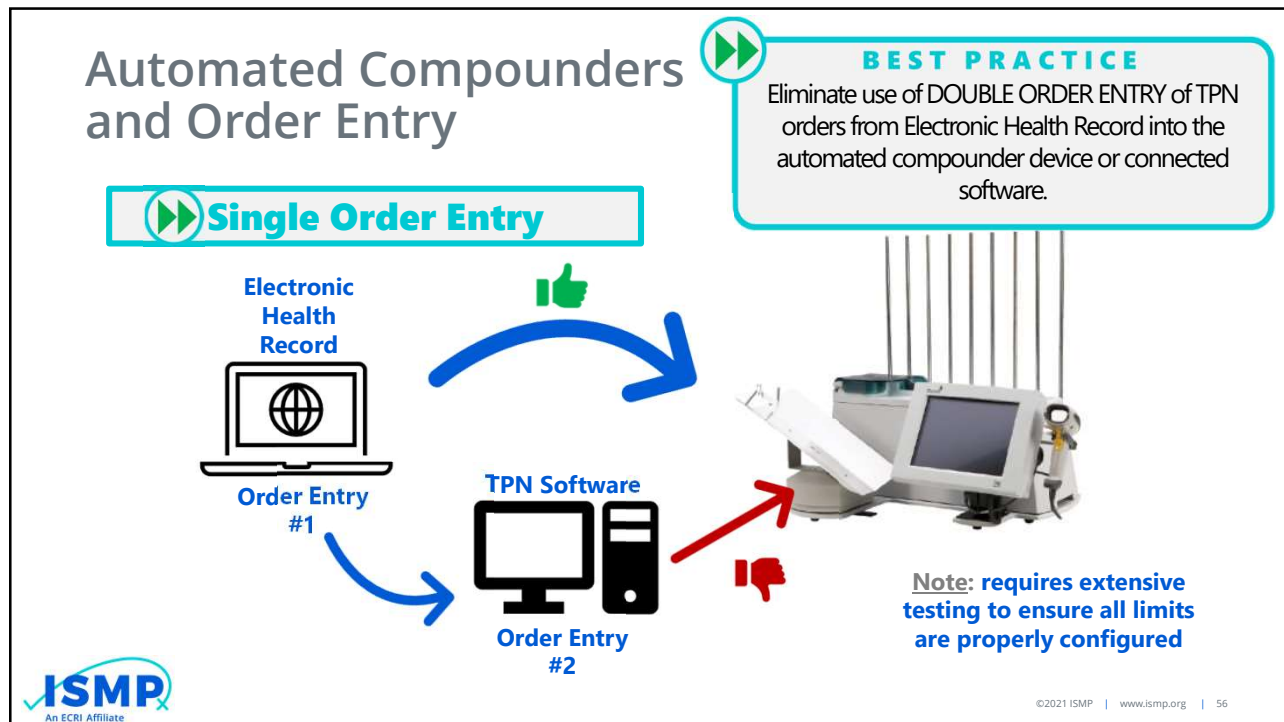 Automated Compounders
and Order Entry
BEST PRACTICE
Eliminate use of DOUBLE ORDER ENTRY of TPN
orders from Electronic Health Record into the
automated compounder device or connected
software.
Single Order Entry
Electronic
Health
Record
Order Entry
#1
TPN Software
Order Entry
#2
Note: requires extensive
testing to ensure all limits
are properly configured
ISMP
An ECRI Affiliate
©2021 ISMP | www.ismp.org | 56